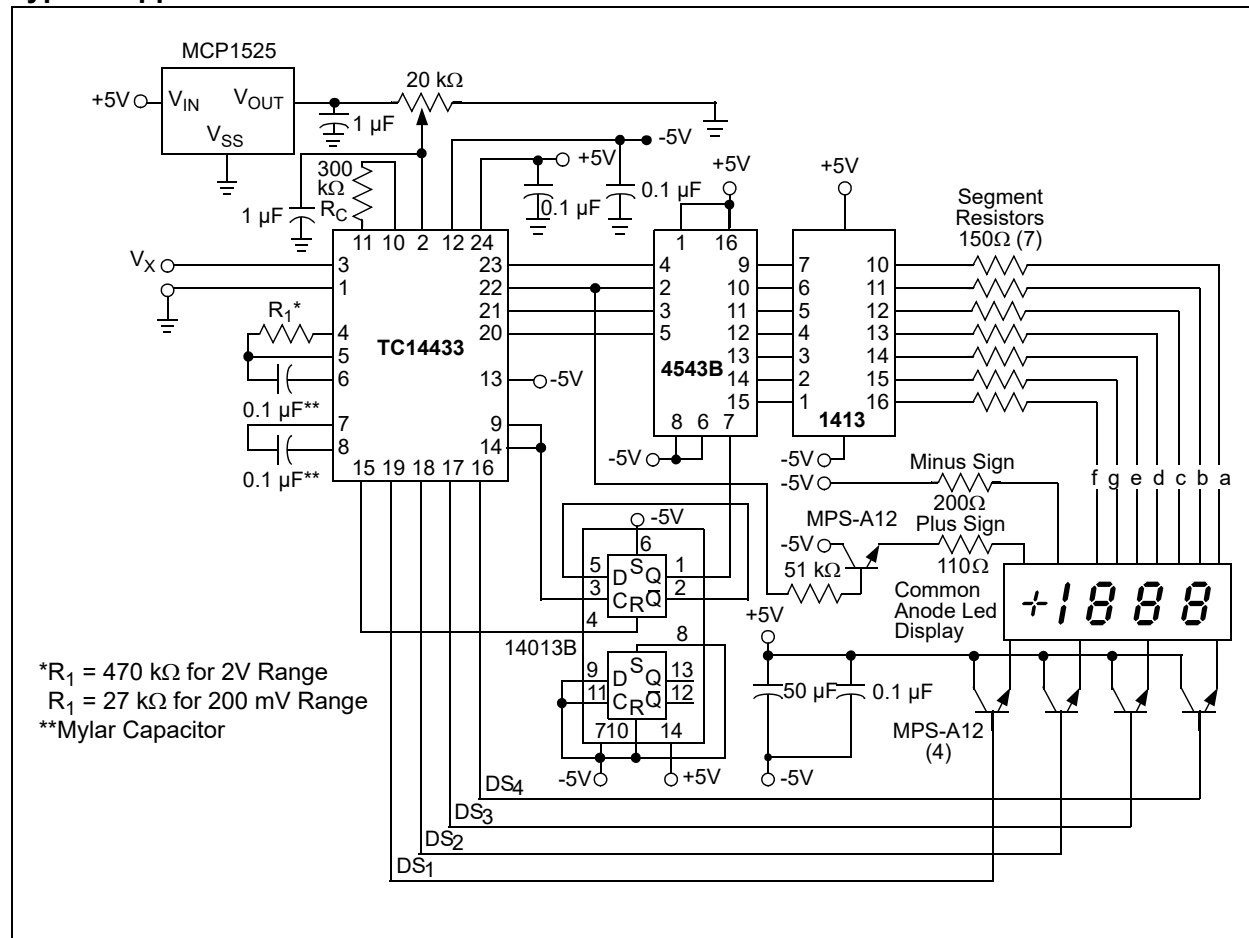 MCP1525
+5V
VIN
VOUT
VSS
1 µF
20 kΩ
-5V
+5V
0.1 µF
0.1 µF
300
kΩ
RC
1 µF
11 10 2 12 24
VX
3
1
R1*
4
5
6
0.1 µF**
7
8
0.1 µF**
TC14433
23
22
21
20
13
-5V
9
14
15 19 18 17 16
+5V
1 16
4
2
3
5
4543B
9
10
11
12
13
14
15
8 6 7
-5V
+5V
7
6
5
4
3
2
1
1413
10
11
12
13
14
15
16
-5V
Segment
Resistors
150Ω (7)
f g e d c b a
-5V
Minus Sign
200Ω
MPS-A12
-5V
Plus Sign
110Ω
51 kΩ
Common
Anode Led
Display
+1888
-5V
6
5 D S Q 1
3 C R Q 2
4
14013B
8
9 D S Q 13
11 C R Q 12
7 10 14
-5V
+5V
+5V
50 µF
0.1 µF
-5V
MPS-A12
(4)
*R1 = 470 kΩ for 2V Range
R1 = 27 kΩ for 200 mV Range
**Mylar Capacitor
DS4
DS3
DS2
DS1